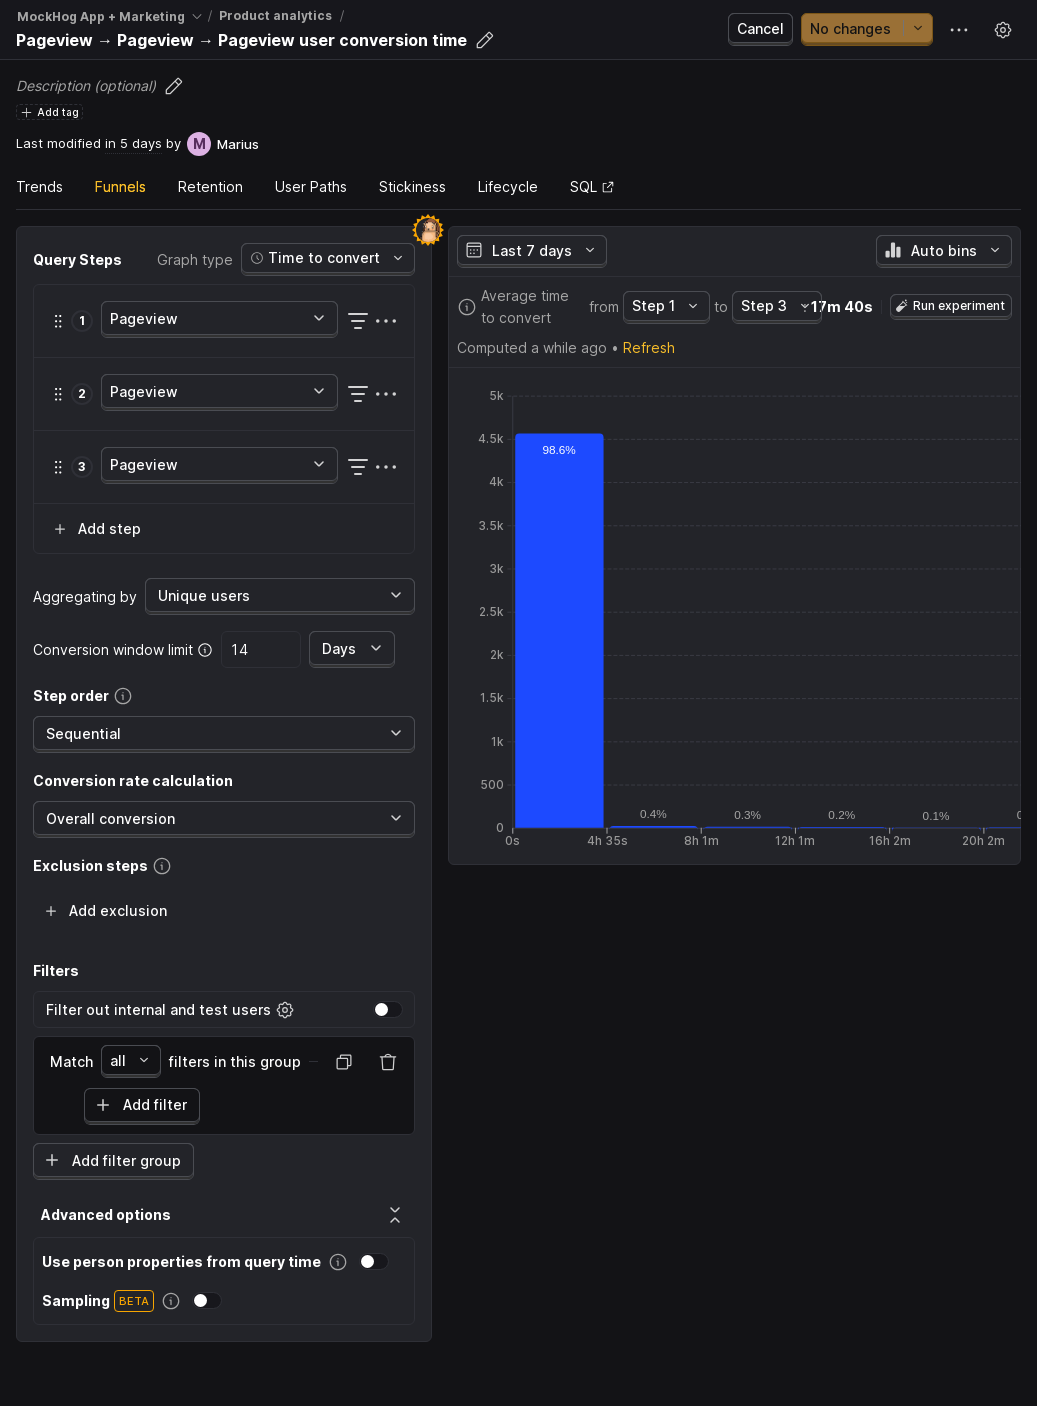 MockHog App + Marketing / Product analytics /
Pageview → Pageview → Pageview user conversion time
Cancel
No changes
Description (optional)
Add tag
Last modified in 5 days by M Marius
Trends Funnels Retention User Paths Stickiness Lifecycle SQL
Query Steps Graph type Time to convert
1 Pageview
2 Pageview
3 Pageview
Add step
Aggregating by Unique users
Conversion window limit 14 Days
Step order
Sequential
Conversion rate calculation
Overall conversion
Exclusion steps
Add exclusion
Filters
Filter out internal and test users
Match all filters in this group
Add filter
Add filter group
Advanced options
Use person properties from query time
Sampling BETA
Last 7 days Auto bins
Average time
to convert
from Step 1 to Step 3 17m 40s Run experiment
Computed a while ago • Refresh
5k
4.5k
98.6%
4k
3.5k
3k
2.5k
2k
1.5k
1k
500
0.4% 0.3% 0.2% 0.1%
0
0s 4h 35s 8h 1m 12h 1m 16h 2m 20h 2m